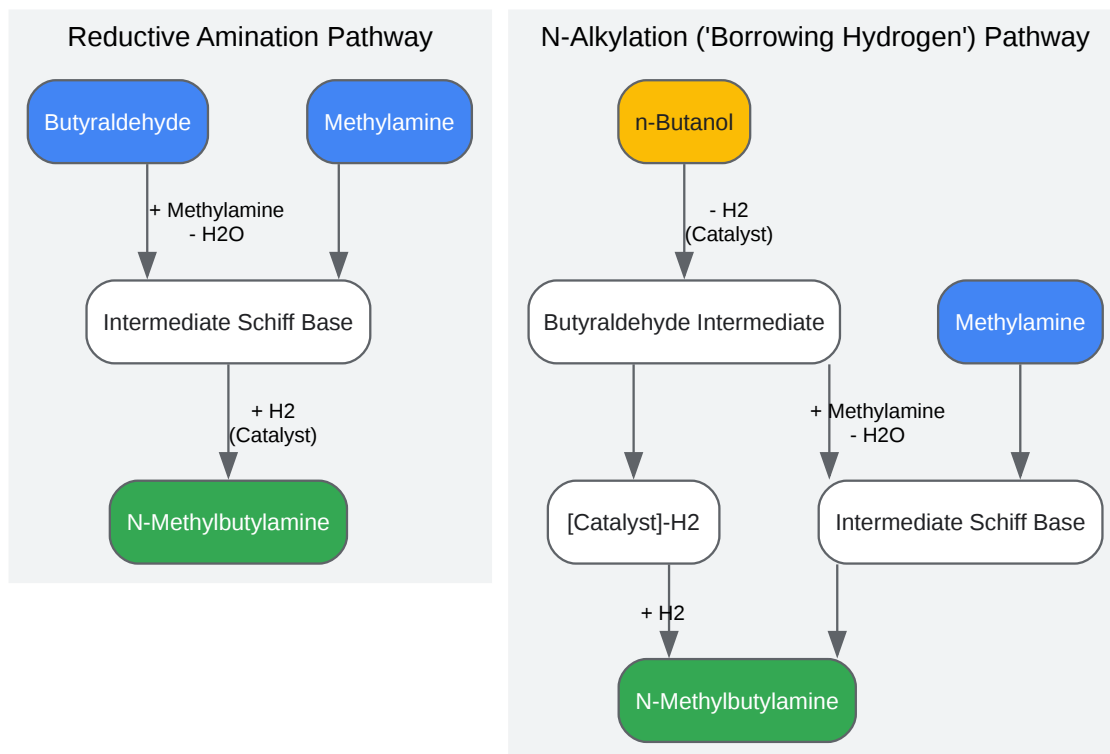 Reductive Amination Pathway
Butyraldehyde
Methylamine
+ Methylamine
- H2O
Intermediate Schiff Base
+ H2
(Catalyst)
N-Methylbutylamine
N-Alkylation ('Borrowing Hydrogen') Pathway
n-Butanol
- H2
(Catalyst)
Butyraldehyde Intermediate
Methylamine
+ Methylamine
- H2O
[Catalyst]-H2
Intermediate Schiff Base
+ H2
N-Methylbutylamine